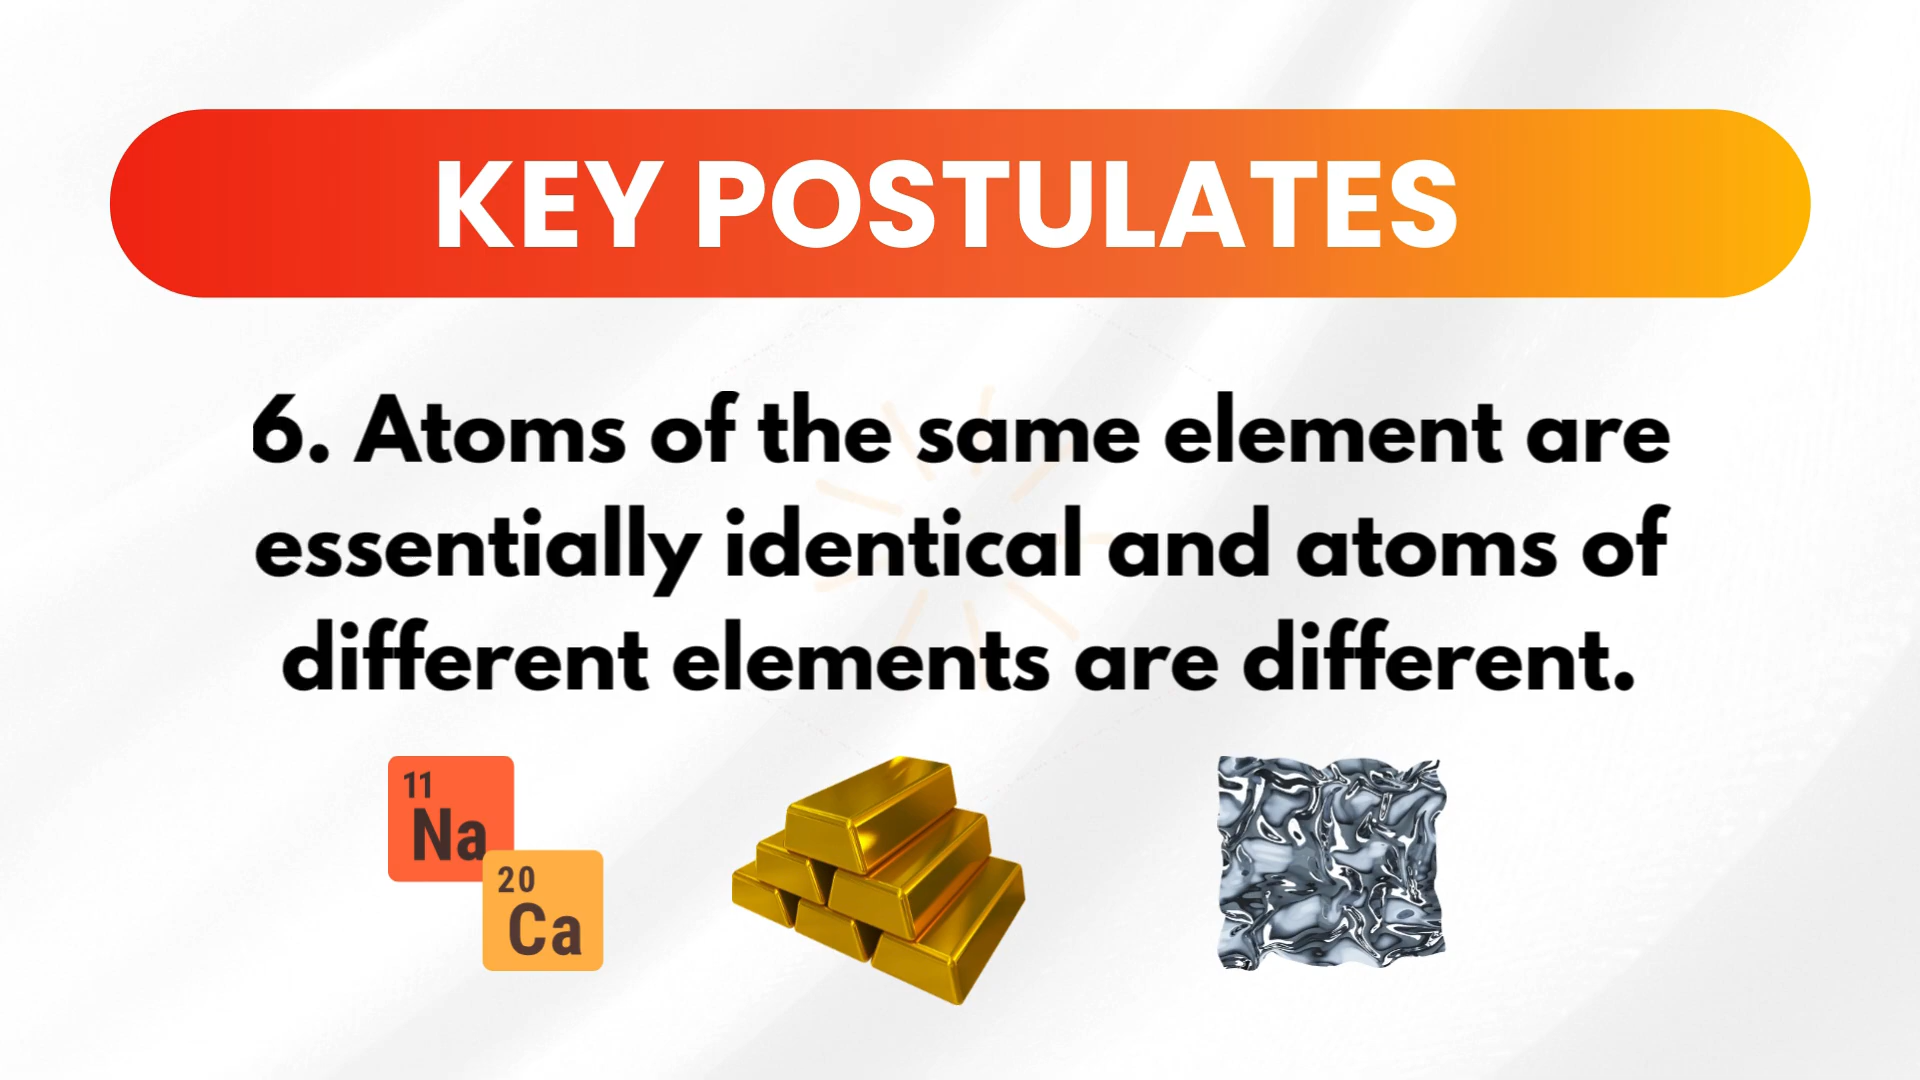 KEY POSTULATES
6. Atoms of the same element are
essentially identical and atoms of
different elements are different.
11
Na
20
Ca